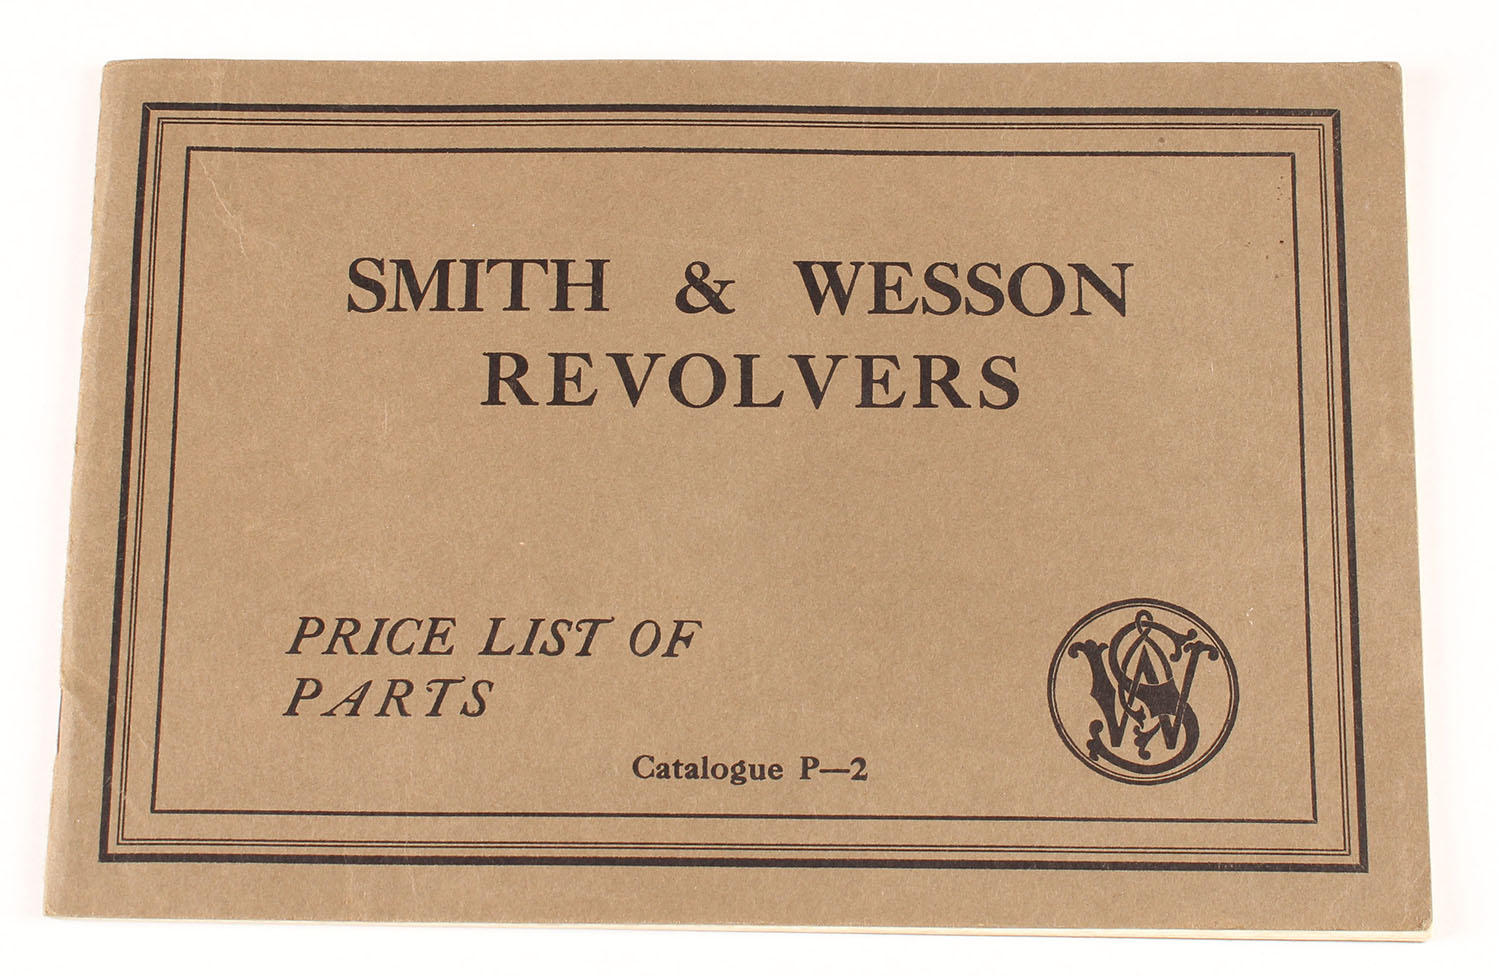 SMITH & WESSON
REVOLVERS
PRICE LIST OF
PARTS
Catalogue P—2
S&W